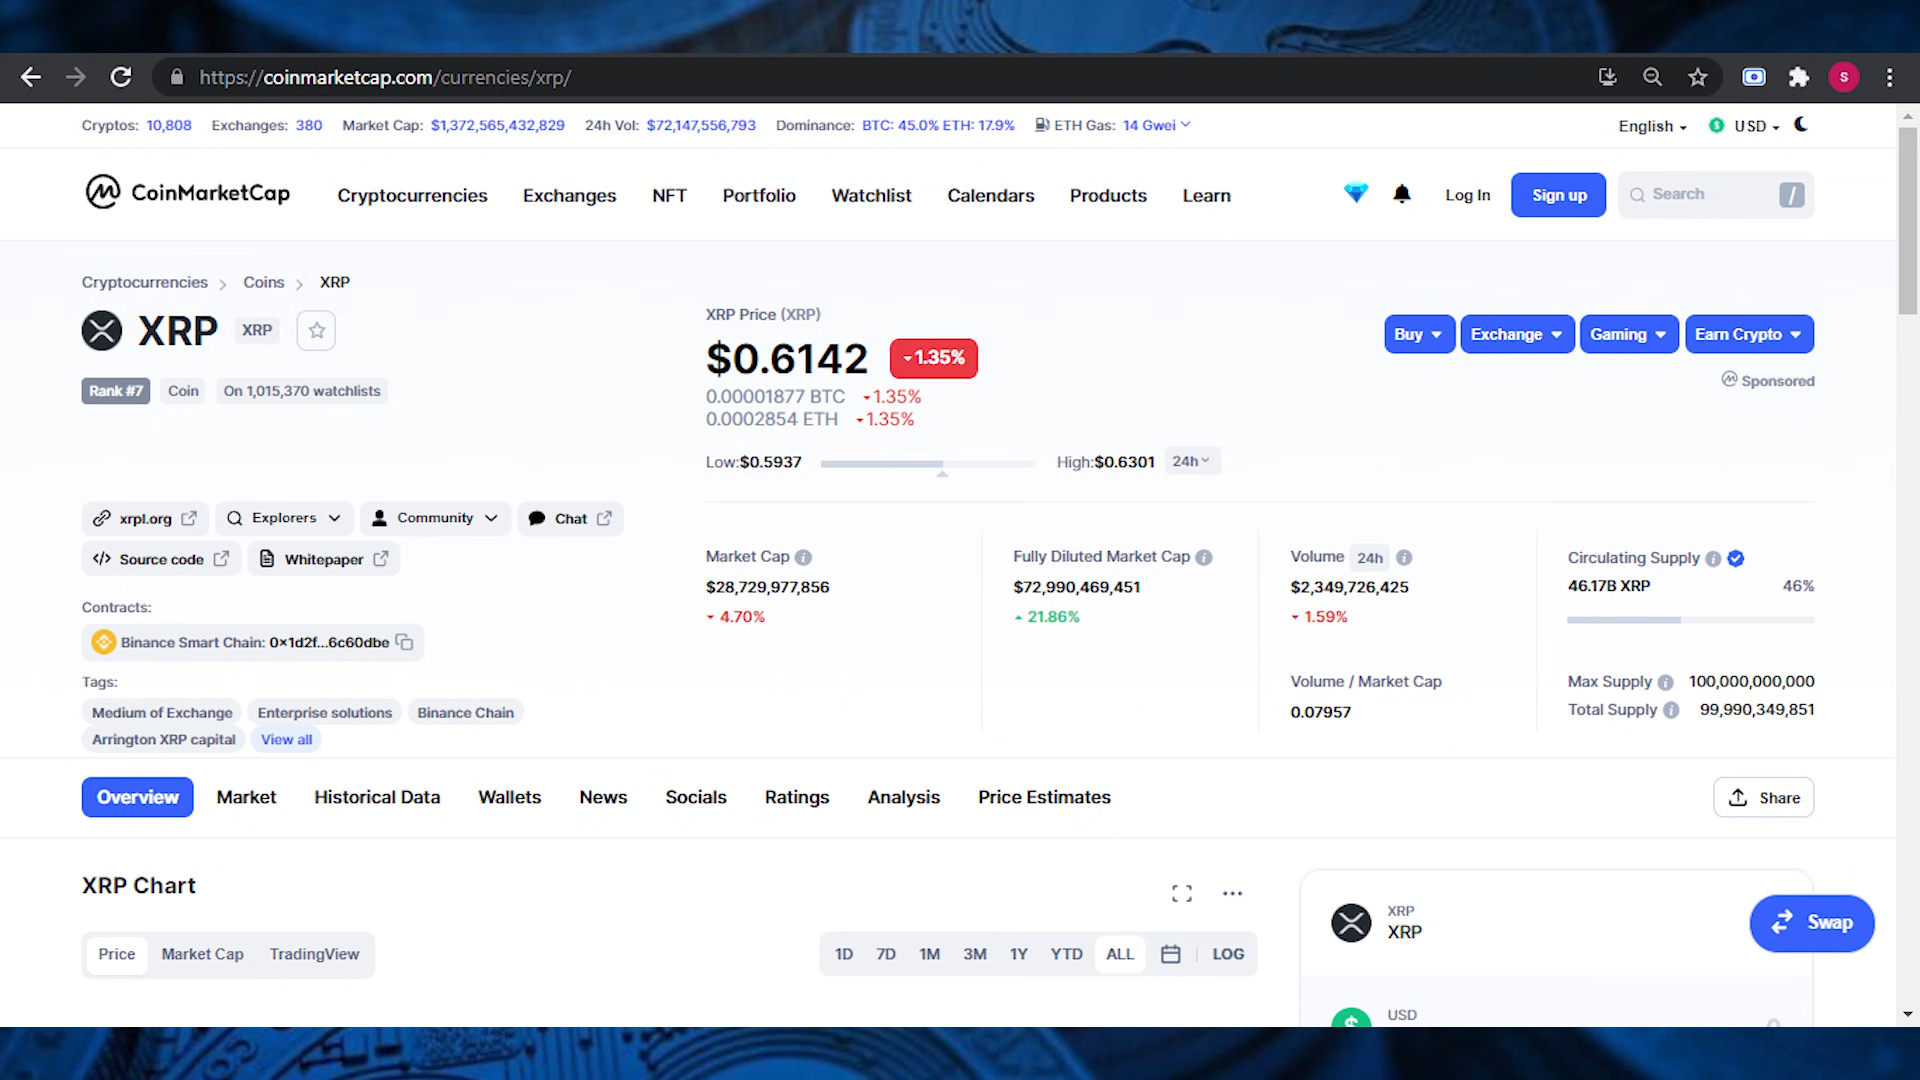 https://coinmarketcap.com/currencies/xrp/
S
Cryptos: 10,808 Exchanges: 380 Market Cap: $1,372,565,432,829 24h Vol: $72,147,556,793 Dominance: BTC: 45.0% ETH: 17.9% ETH Gas: 14 Gwei
English USD
CoinMarketCap Cryptocurrencies Exchanges NFT Portfolio Watchlist Calendars Products Learn Log In Sign up Search /
Cryptocurrencies Coins XRP
XRP XRP
Rank #7 Coin On 1,015,370 watchlists
XRP Price (XRP)
$0.6142 1.35%
0.00001877 BTC 1.35%
0.0002854 ETH 1.35%
Low:$0.5937 High:$0.6301 24h
Buy Exchange Gaming Earn Crypto
Sponsored
xrpl.org Explorers Community Chat
Source code Whitepaper
Contracts:
Binance Smart Chain: 0×1d2f...6c60dbe
Tags:
Medium of Exchange Enterprise solutions Binance Chain
Arrington XRP capital View all
Market Cap
$28,729,977,856
4.70%
Fully Diluted Market Cap
$72,990,469,451
21.86%
Volume 24h
$2,349,726,425
1.59%
Volume / Market Cap
0.07957
Circulating Supply
46.17B XRP 46%
Max Supply 100,000,000,000
Total Supply 99,990,349,851
Overview Market Historical Data Wallets News Socials Ratings Analysis Price Estimates Share
XRP Chart
Price Market Cap TradingView
1D 7D 1M 3M 1Y YTD ALL LOG
XRP
XRP
Swap
USD